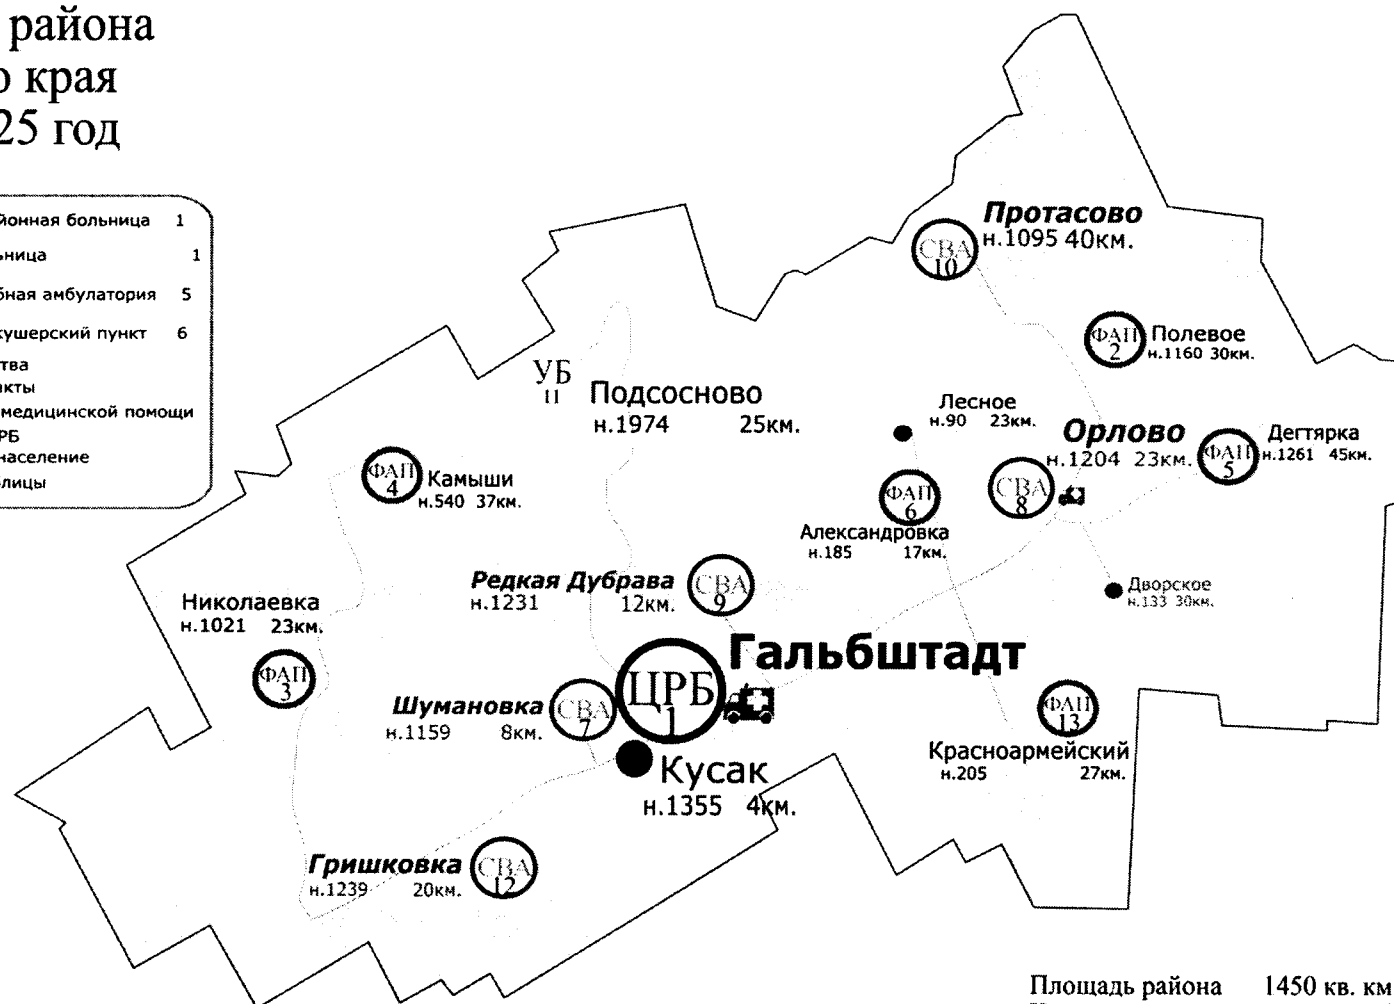 района
о края
25 год
йонная больница 1
ьница 1
бная амбулатория 5
кушерский пункт 6
тва
нкты
медицинской помощи
РБ
население
лицы
Протасово
н.1095 40км.
СВА
10
ФАП
2
Полевое
н.1160 30км.
УБ
11
Подсосново
н.1974 25км.
Лесное
н.90 23км.
Орлово
н.1204 23км.
СВА
8
ФАП
5
Дегтярка
н.1261 45км.
ФАП
4
Камыши
н.540 37км.
ФАП
6
Александровка
н.185 17км.
Редкая Дубрава
н.1231 12км.
СВА
9
Дворское
н.133 30км.
Николаевка
н.1021 23км.
ФАП
3
Гальбштадт
ЦРБ
1
Шумановка
н.1159 8км.
СВА
7
ФАП
13
Красноармейский
н.205 27км.
Кусак
н.1355 4км.
Гришковка
н.1239 20км.
СВА
12
Площадь района 1450 кв. км